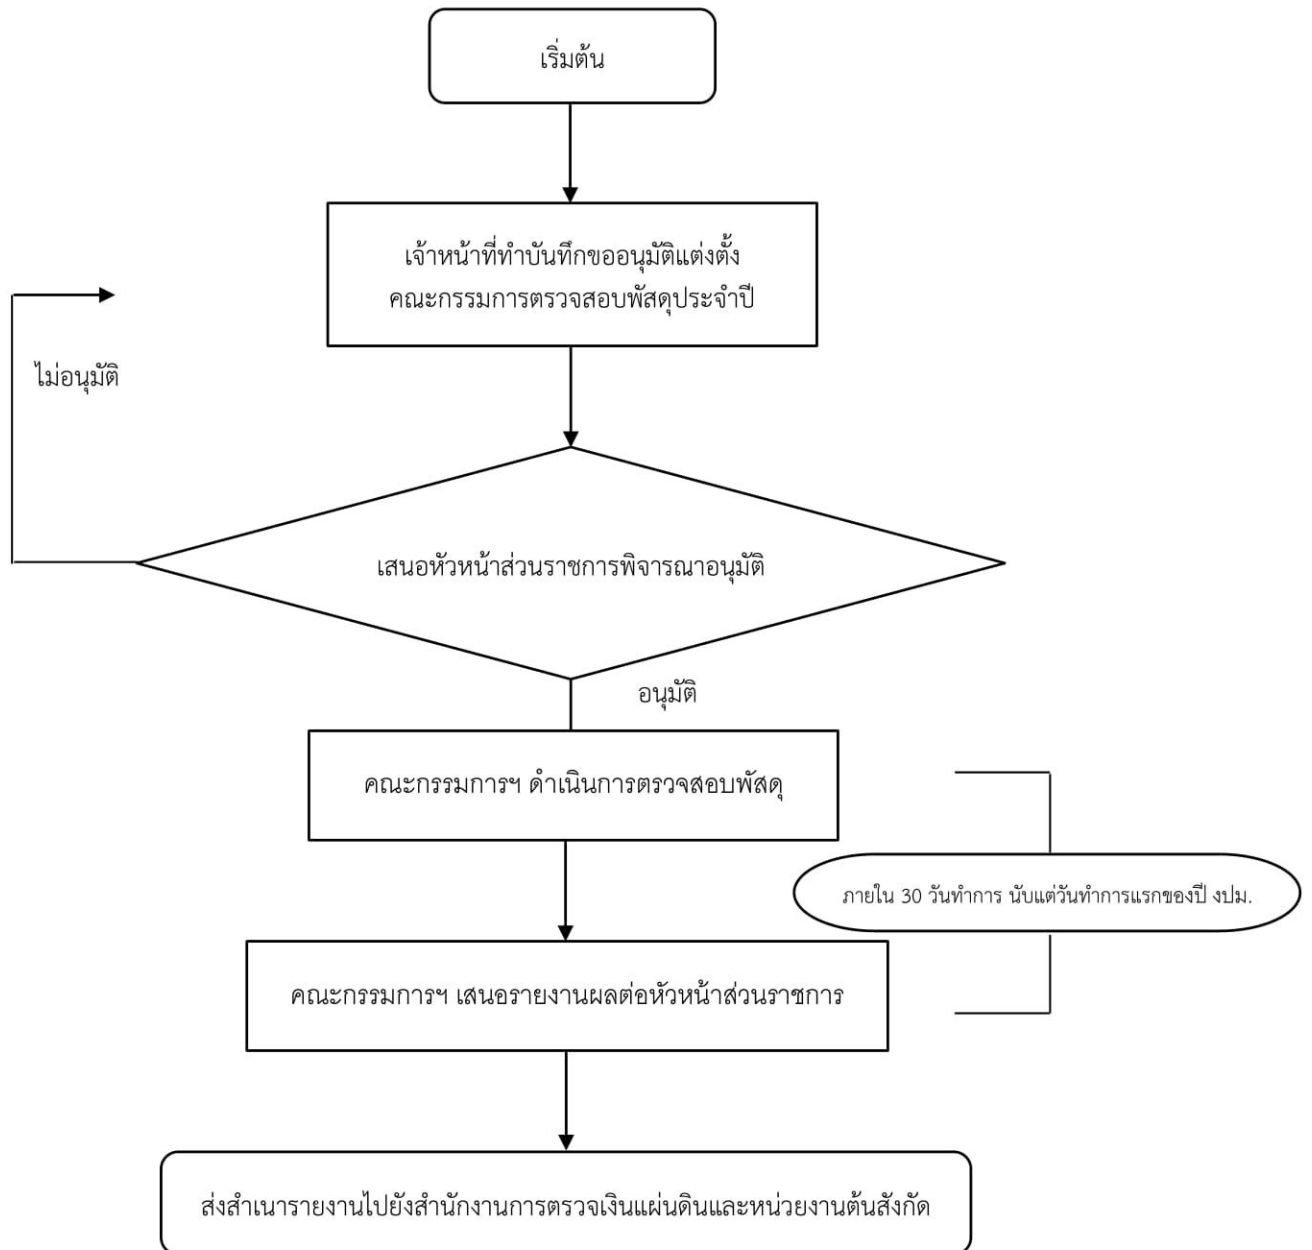 เริ่มต้น
เจ้าหน้าที่ทำบันทึกขออนุมัติแต่งตั้ง
คณะกรรมการตรวจสอบพัสดุประจำปี
ไม่อนุมัติ
เสนอหัวหน้าส่วนราชการพิจารณาอนุมัติ
อนุมัติ
คณะกรรมการฯ ดำเนินการตรวจสอบพัสดุ
ภายใน 30 วันทำการ นับแต่วันทำการแรกของปี งปม.
คณะกรรมการฯ เสนอรายงานผลต่อหัวหน้าส่วนราชการ
ส่งสำเนารายงานไปยังสำนักงานการตรวจเงินแผ่นดินและหน่วยงานต้นสังกัด